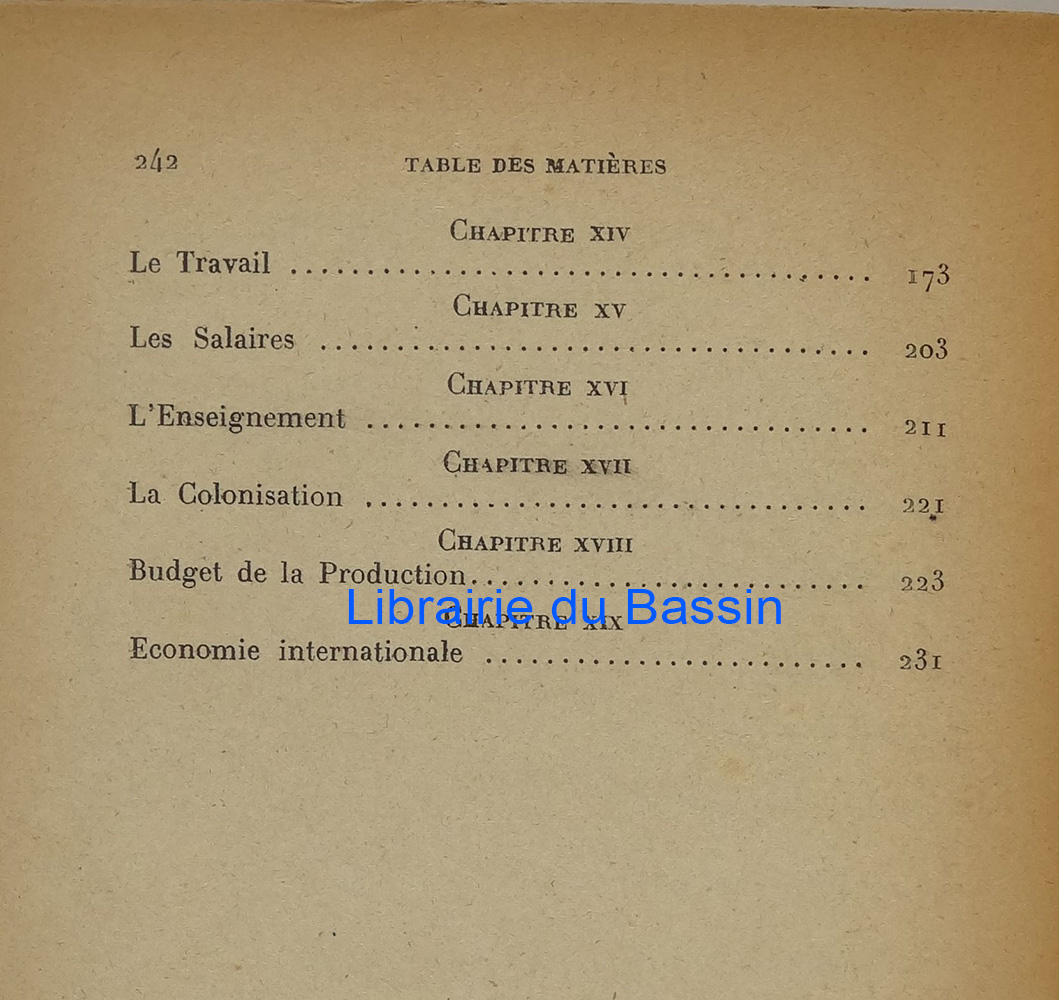 242 TABLE DES MATIÈRES
CHAPITRE XIV
Le Travail ........................................ 173
CHAPITRE XV
Les Salaires ..................................... 203
CHAPITRE XVI
L'Enseignement ................................. 211
CHAPITRE XVII
La Colonisation ................................. 221
CHAPITRE XVIII
Budget de la Production.......................... 223
Librairie du Bassin
CHAPITRE XIX
Economie internationale ......................... 231